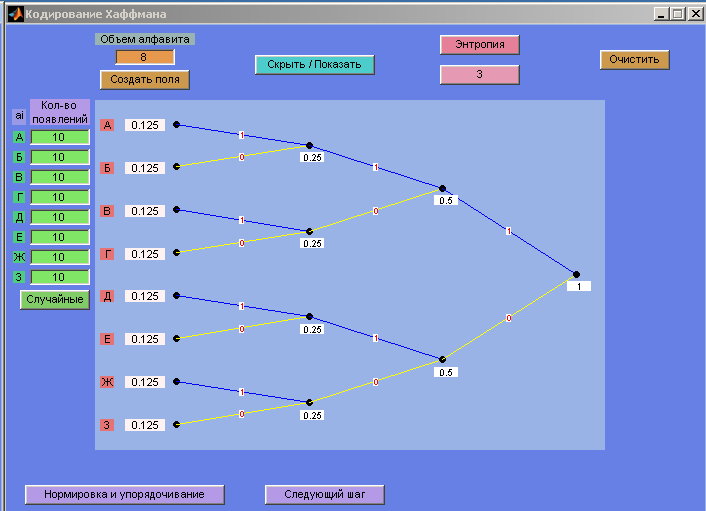 Кодирование Хаффмана
Объем алфавита
8
Создать поля
Скрыть / Показать
Энтропия
3
Очистить
ai
Кол-во
появлений
А 10
Б 10
В 10
Г 10
Д 10
Е 10
Ж 10
З 10
Случайные
А 0.125
1
0
0.25
Б 0.125
1
0
0.5
В 0.125
1
0
0.25
Г 0.125
1
0
1
Д 0.125
1
0
0.25
Е 0.125
1
0
0.5
Ж 0.125
1
0
0.25
З 0.125
Нормировка и упорядочивание
Следующий шаг